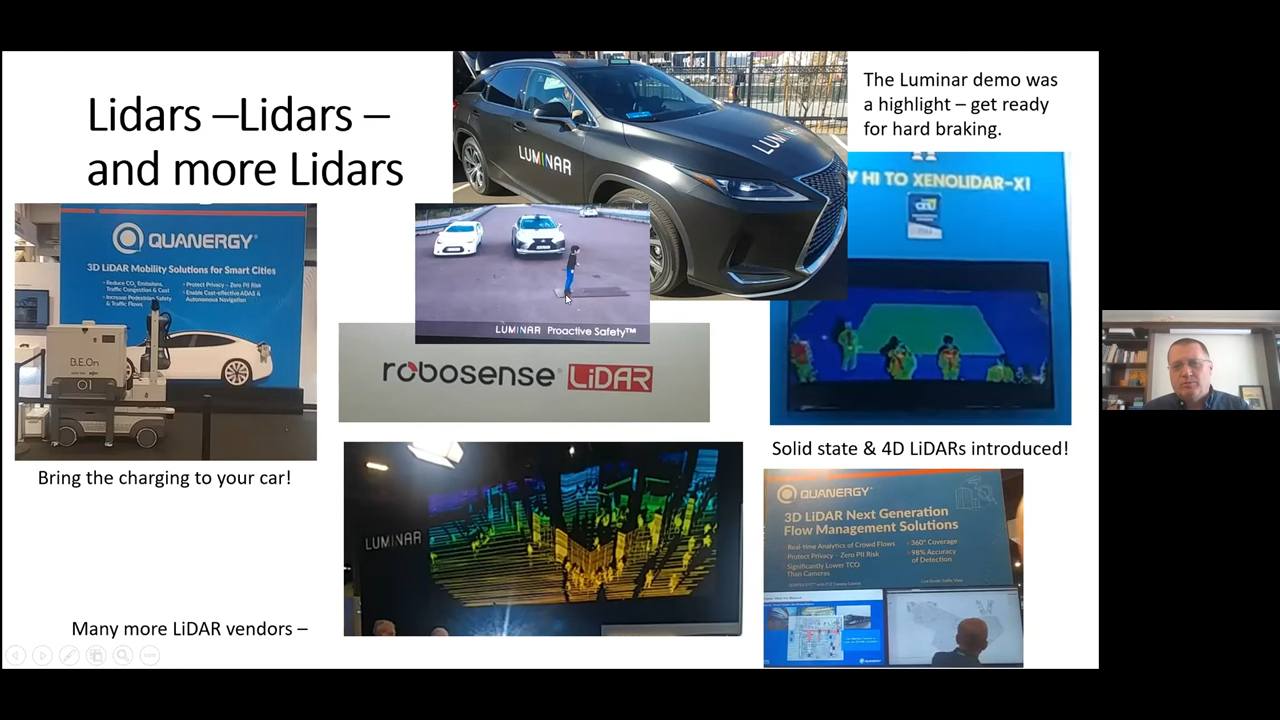 Lidars –Lidars –
and more Lidars
LUMINAR
LUMINAR
The Luminar demo was
a highlight – get ready
for hard braking.
Y HI TO XENOLIDAR-X!
QUANERGY
3D LiDAR Mobility Solutions for Smart Cities
• Reduce CO₂ Emissions,
Traffic Congestion & Cost
• Increase Pedestrian Safety
& Traffic Flows
• Protect Privacy – Zero PII Risk
• Enable Cost-effective ADAS &
Autonomous Navigation
B.E.On
01
LUMINAR Proactive Safety™
robosense LiDAR
Bring the charging to your car!
Solid state & 4D LiDARs introduced!
LUMINAR
QUANERGY
3D LiDAR Next Generation
Flow Management Solutions
Real-time Analytics of Crowd Flows
Protect Privacy – Zero PII Risk
Significantly Lower TCO
Than Cameras
• 360° Coverage
• 98% Accuracy
of Detection
Many more LiDAR vendors –